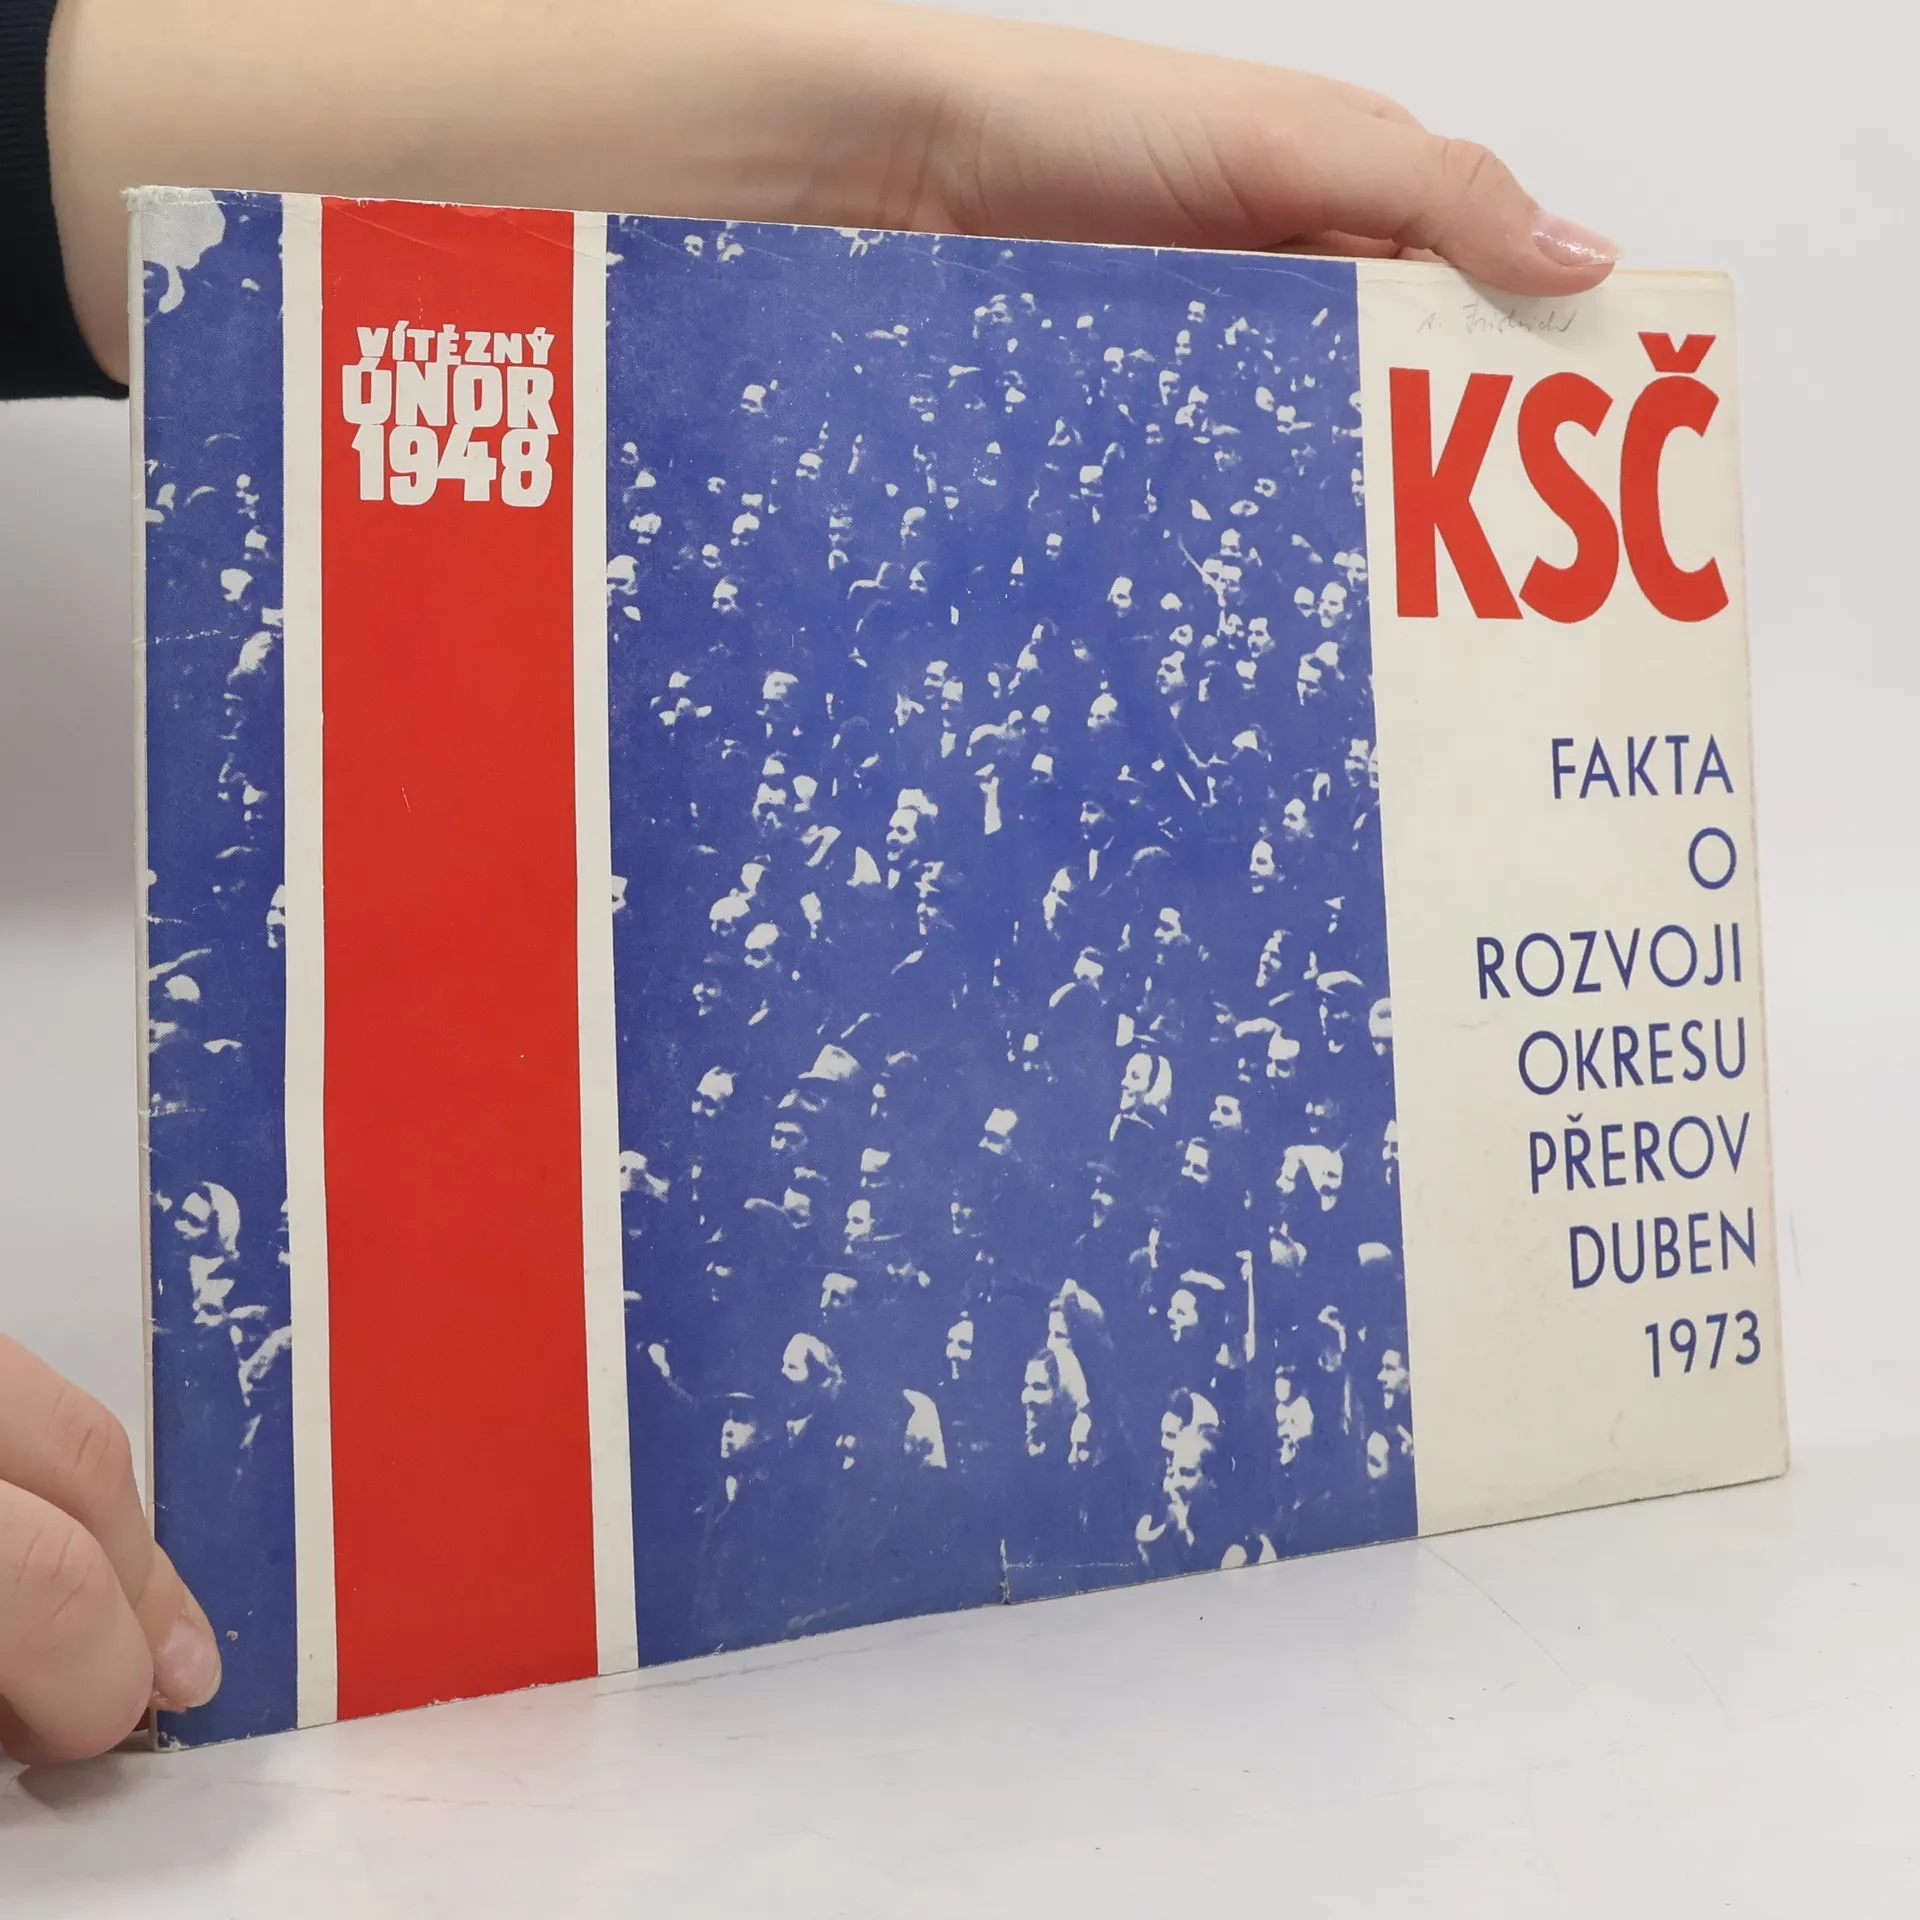 VÍTĚZNÝ
ÚNOR
1948
KSČ
FAKTA
O
ROZVOJI
OKRESU
PŘEROV
DUBEN
1973